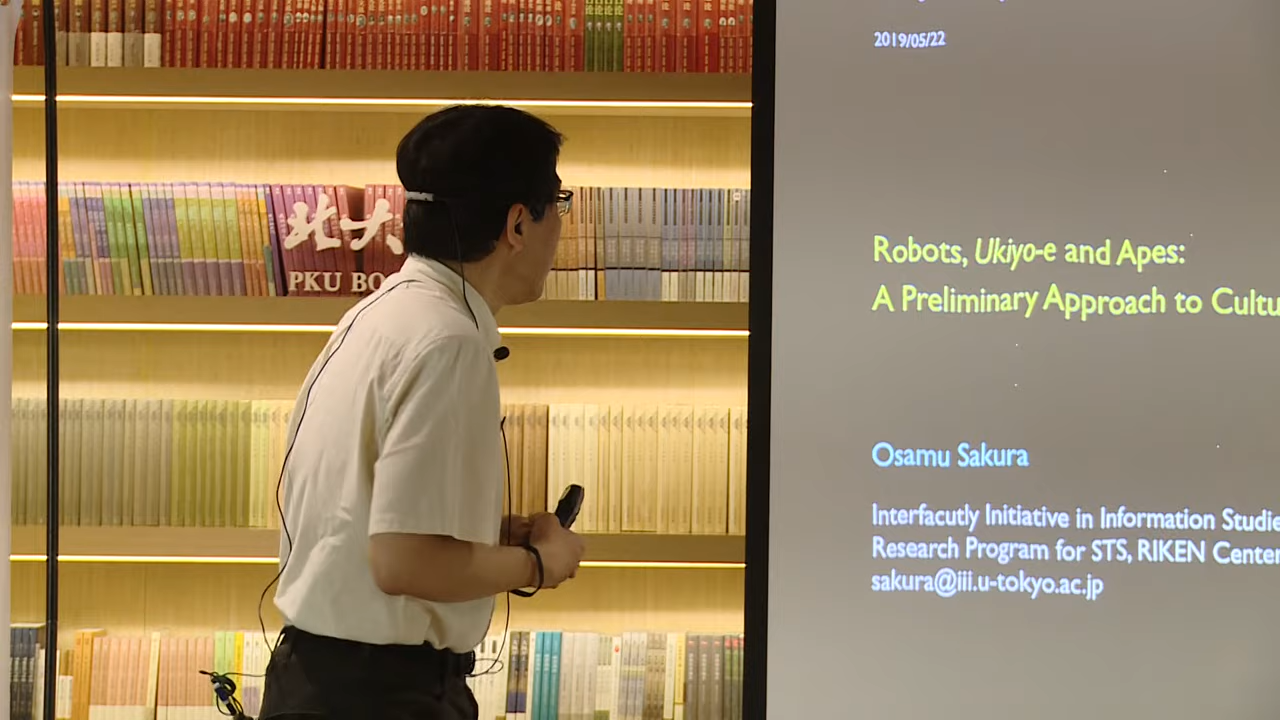 2019/05/22
北大
PKU BO
Robots, Ukiyo-e and Apes:
A Preliminary Approach to Cultu
Osamu Sakura
Interfacutly Initiative in Information Studie
Research Program for STS, RIKEN Center
sakura@iii.u-tokyo.ac.jp